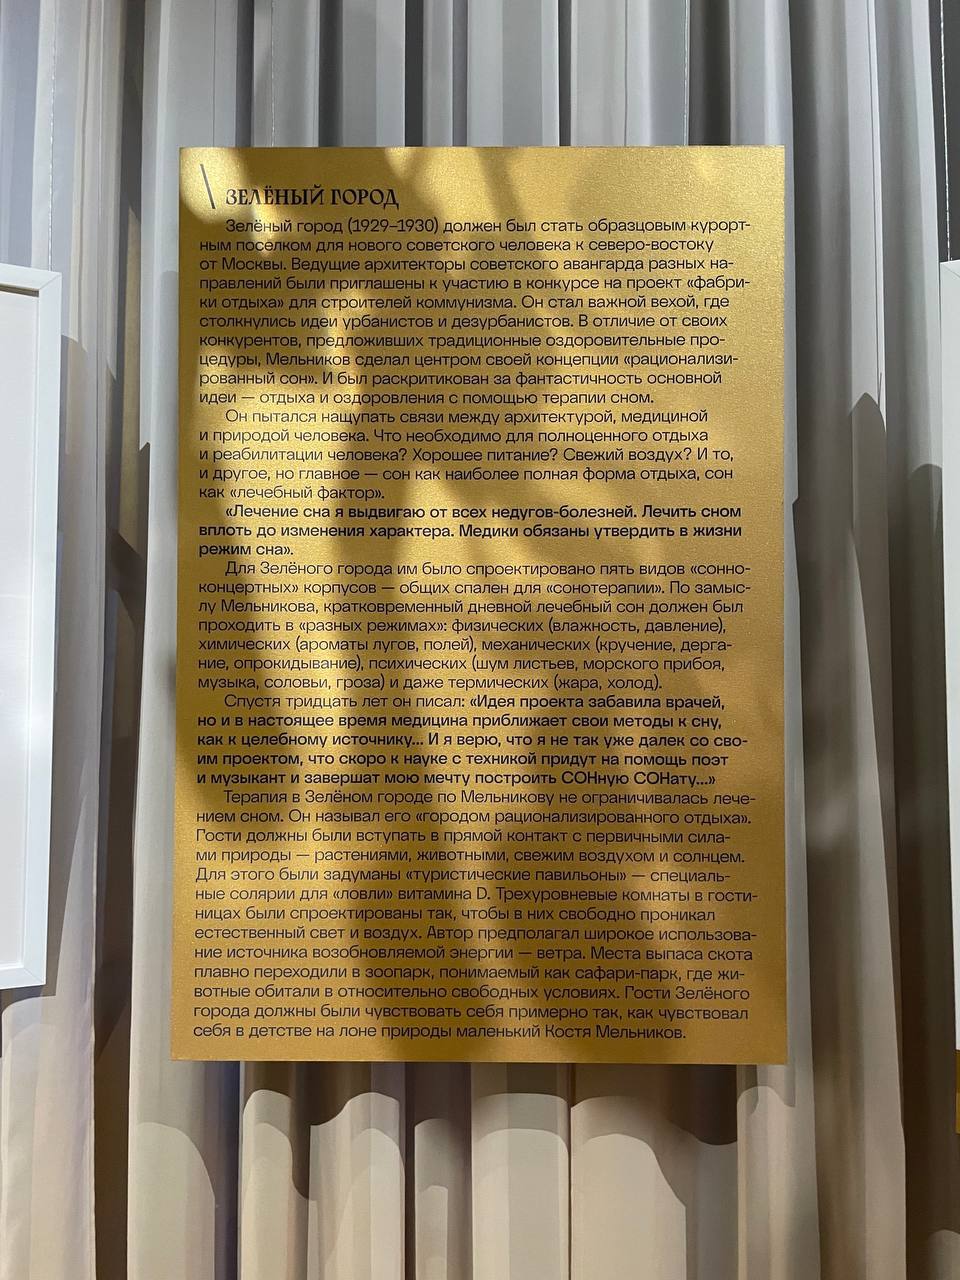 ЗЕЛЁНЫЙ ГОРОД
Зелёный город (1929–1930) должен был стать образцовым курорт-
ным поселком для нового советского человека к северо-востоку
от Москвы. Ведущие архитекторы советского авангарда разных на-
правлений были приглашены к участию в конкурсе на проект «фабри-
ки отдыха» для строителей коммунизма. Он стал важной вехой, где
столкнулись идеи урбанистов и дезурбанистов. В отличие от своих
конкурентов, предложивших традиционные оздоровительные про-
цедуры, Мельников сделал центром своей концепции «рационализи-
рованный сон». И был раскритикован за фантастичность основной
идеи — отдыха и оздоровления с помощью терапии сном.
Он пытался нащупать связи между архитектурой, медициной
и природой человека. Что необходимо для полноценного отдыха
и реабилитации человека? Хорошее питание? Свежий воздух? И то,
и другое, но главное — сон как наиболее полная форма отдыха, сон
как «лечебный фактор».
«Лечение сна я выдвигаю от всех недугов-болезней. Лечить сном
вплоть до изменения характера. Медики обязаны утвердить в жизни
режим сна».
Для Зелёного города им было спроектировано пять видов «сонно-
концертных» корпусов — общих спален для «сонотерапии». По замыс-
лу Мельникова, кратковременный дневной лечебный сон должен был
проходить в «разных режимах»: физических (влажность, давление),
химических (ароматы лугов, полей), механических (кручение, дерга-
ние, опрокидывание), психических (шум листьев, морского прибоя,
музыка, соловьи, гроза) и даже термических (жара, холод).
Спустя тридцать лет он писал: «Идея проекта забавила врачей,
но и в настоящее время медицина приближает свои методы к сну,
как к целебному источнику... И я верю, что я не так уже далек со сво-
им проектом, что скоро к науке с техникой придут на помощь поэт
и музыкант и завершат мою мечту построить СОНную СОНату...»
Терапия в Зелёном городе по Мельникову не ограничивалась лече-
нием сном. Он называл его «городом рационализированного отдыха».
Гости должны были вступать в прямой контакт с первичными сила-
ми природы — растениями, животными, свежим воздухом и солнцем.
Для этого были задуманы «туристические павильоны» — специаль-
ные солярии для «ловли» витамина D. Трехуровневые комнаты в гости-
ницах были спроектированы так, чтобы в них свободно проникал
естественный свет и воздух. Автор предполагал широкое использова-
ние источника возобновляемой энергии — ветра. Места выпаса скота
плавно переходили в зоопарк, понимаемый как сафари-парк, где жи-
вотные обитали в относительно свободных условиях. Гости Зелёного
города должны были чувствовать себя примерно так, как чувствовал
себя в детстве на лоне природы маленький Костя Мельников.